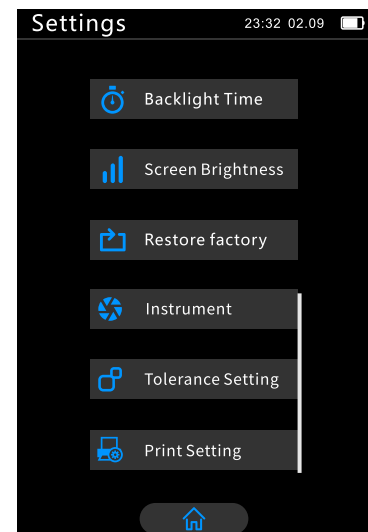 Settings 23:32 02.09
Backlight Time
Screen Brightness
Restore factory
Instrument
Tolerance Setting
Print Setting